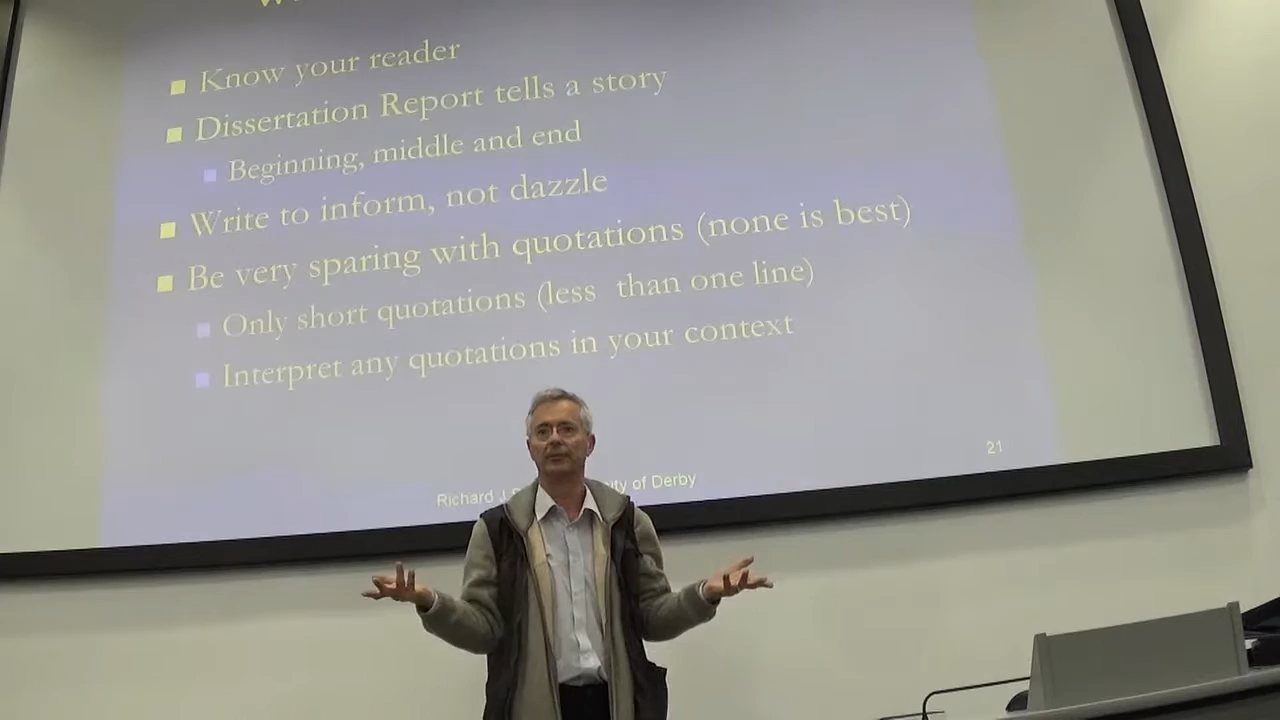 Know your reader
Dissertation Report tells a story
Beginning, middle and end
Write to inform, not dazzle
Be very sparing with quotations (none is best)
Only short quotations (less than one line)
Interpret any quotations in your context
Richard J of Derby
21